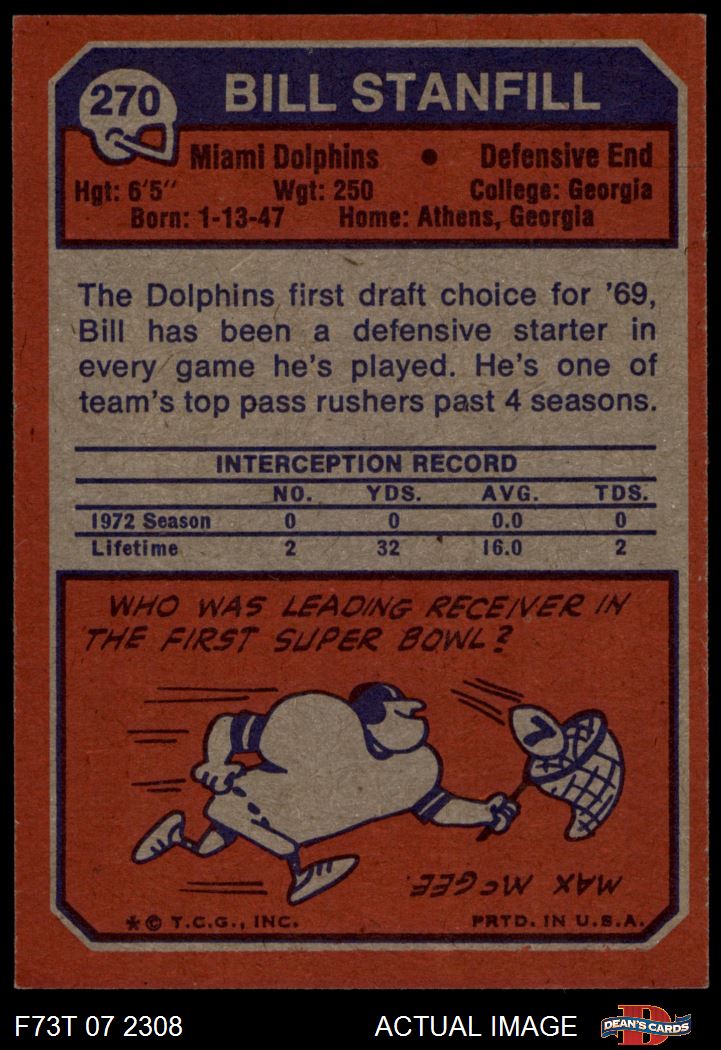 270
BILL STANFILL
Miami Dolphins • Defensive End
Hgt: 6'5" Wgt: 250 College: Georgia
Born: 1-13-47 Home: Athens, Georgia
The Dolphins first draft choice for '69,
Bill has been a defensive starter in
every game he's played. He's one of
team's top pass rushers past 4 seasons.
INTERCEPTION RECORD
NO. YDS. AVG. TDS.
1972 Season 0 0 0.0 0
Lifetime 2 32 16.0 2
WHO WAS LEADING RECEIVER IN
THE FIRST SUPER BOWL?
7
MAX McGEE.
*© T.C.G., INC. PRTD. IN U.S.A.
F73T 07 2308 ACTUAL IMAGE D DEAN'S CARDS